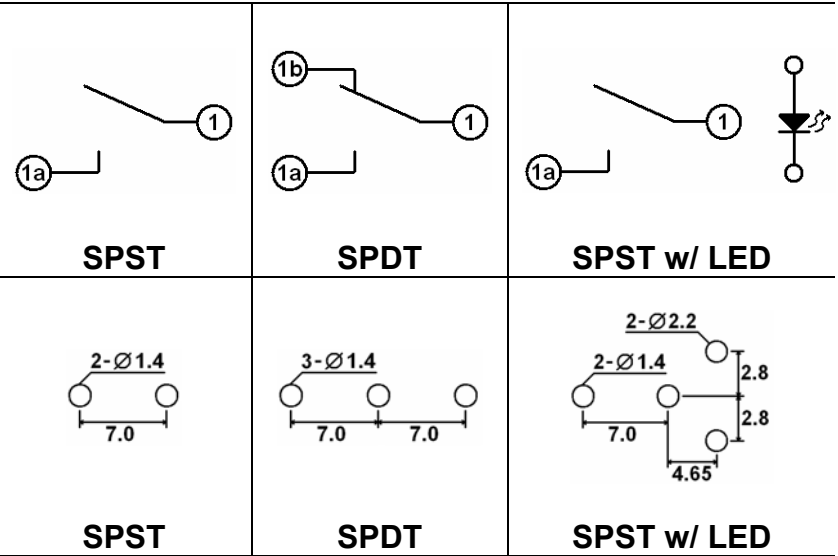 1 1a
SPST
1b 1 1a
SPDT
1 1a
SPST w/ LED
2-Ø1.4
7.0
SPST
3-Ø1.4
7.0 7.0
SPDT
2-Ø2.2
2-Ø1.4
2.8
2.8
7.0
4.65
SPST w/ LED